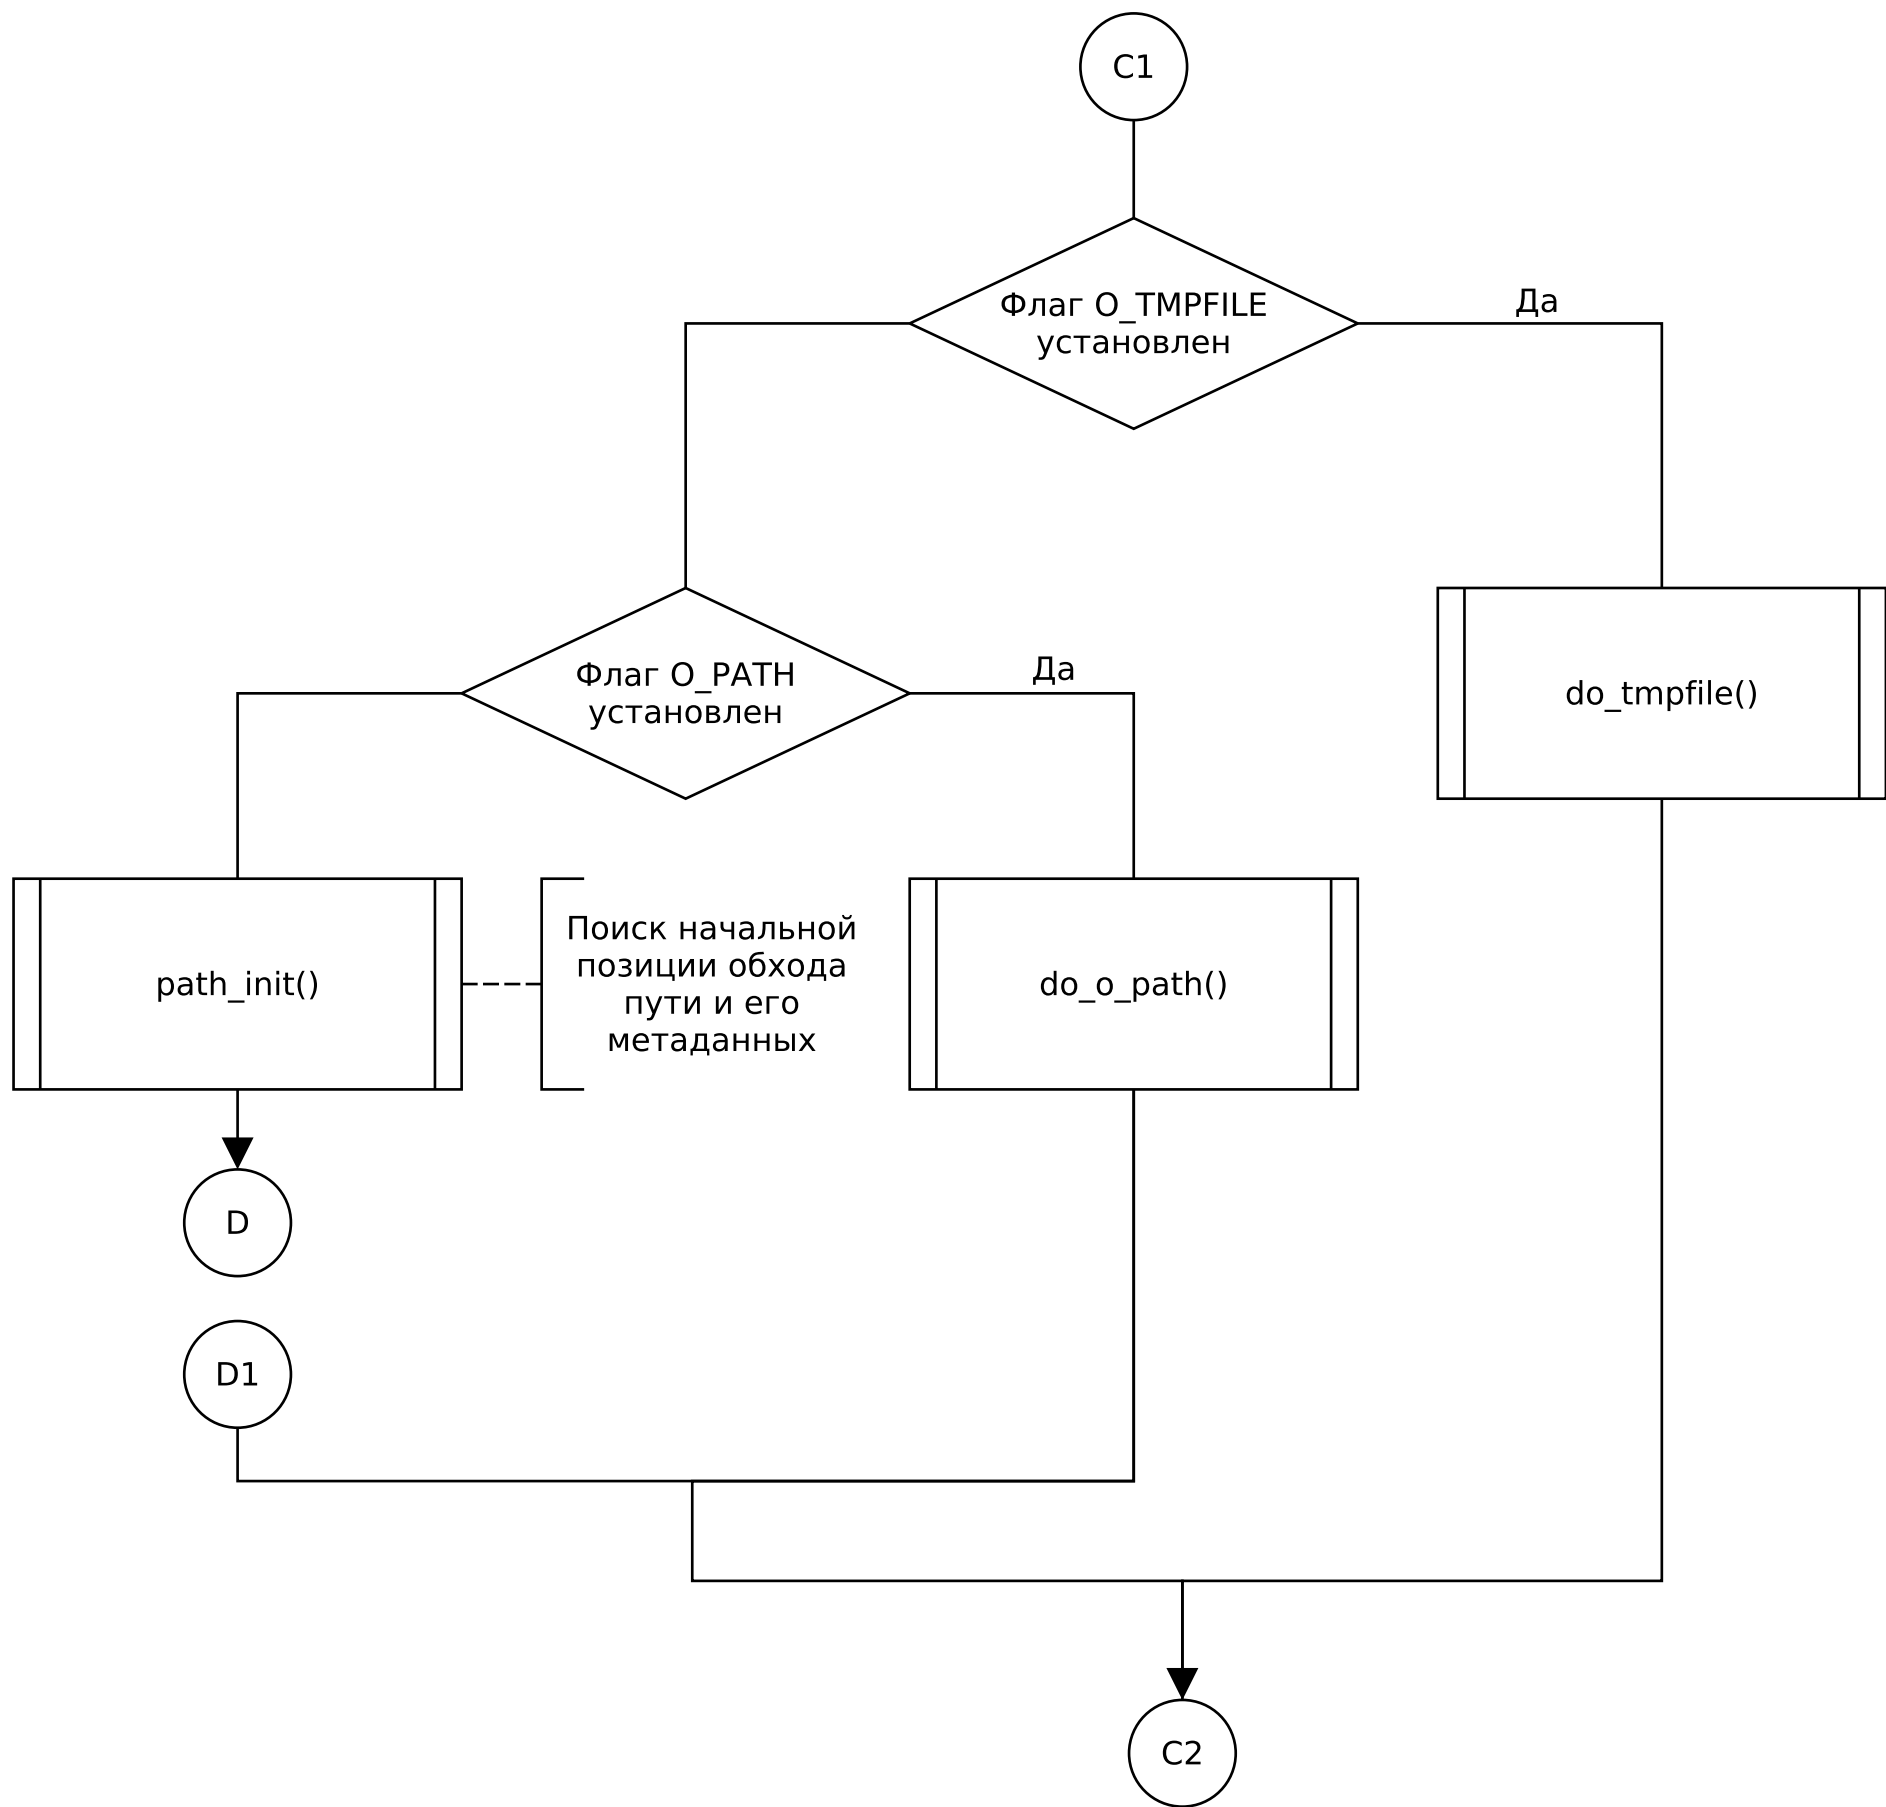 C1
Флаг O_TMPFILE
установлен
Да
Флаг O_PATH
установлен
Да
do_tmpfile()
path_init()
Поиск начальной
позиции обхода
пути и его
метаданных
do_o_path()
D
D1
C2